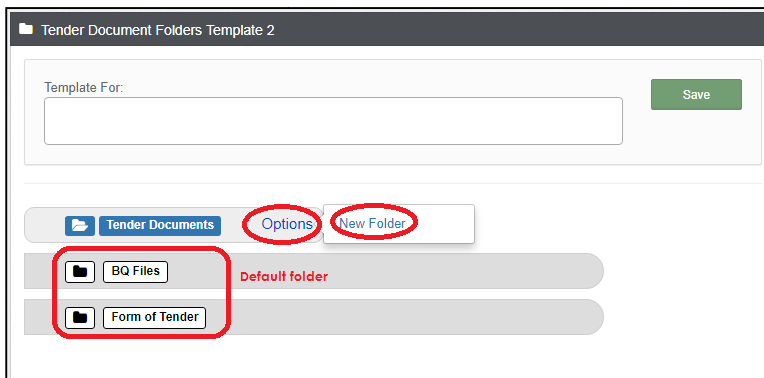 Tender Document Folders Template 2
Template For:
Save
Tender Documents Options New Folder
BQ Files Default folder
Form of Tender